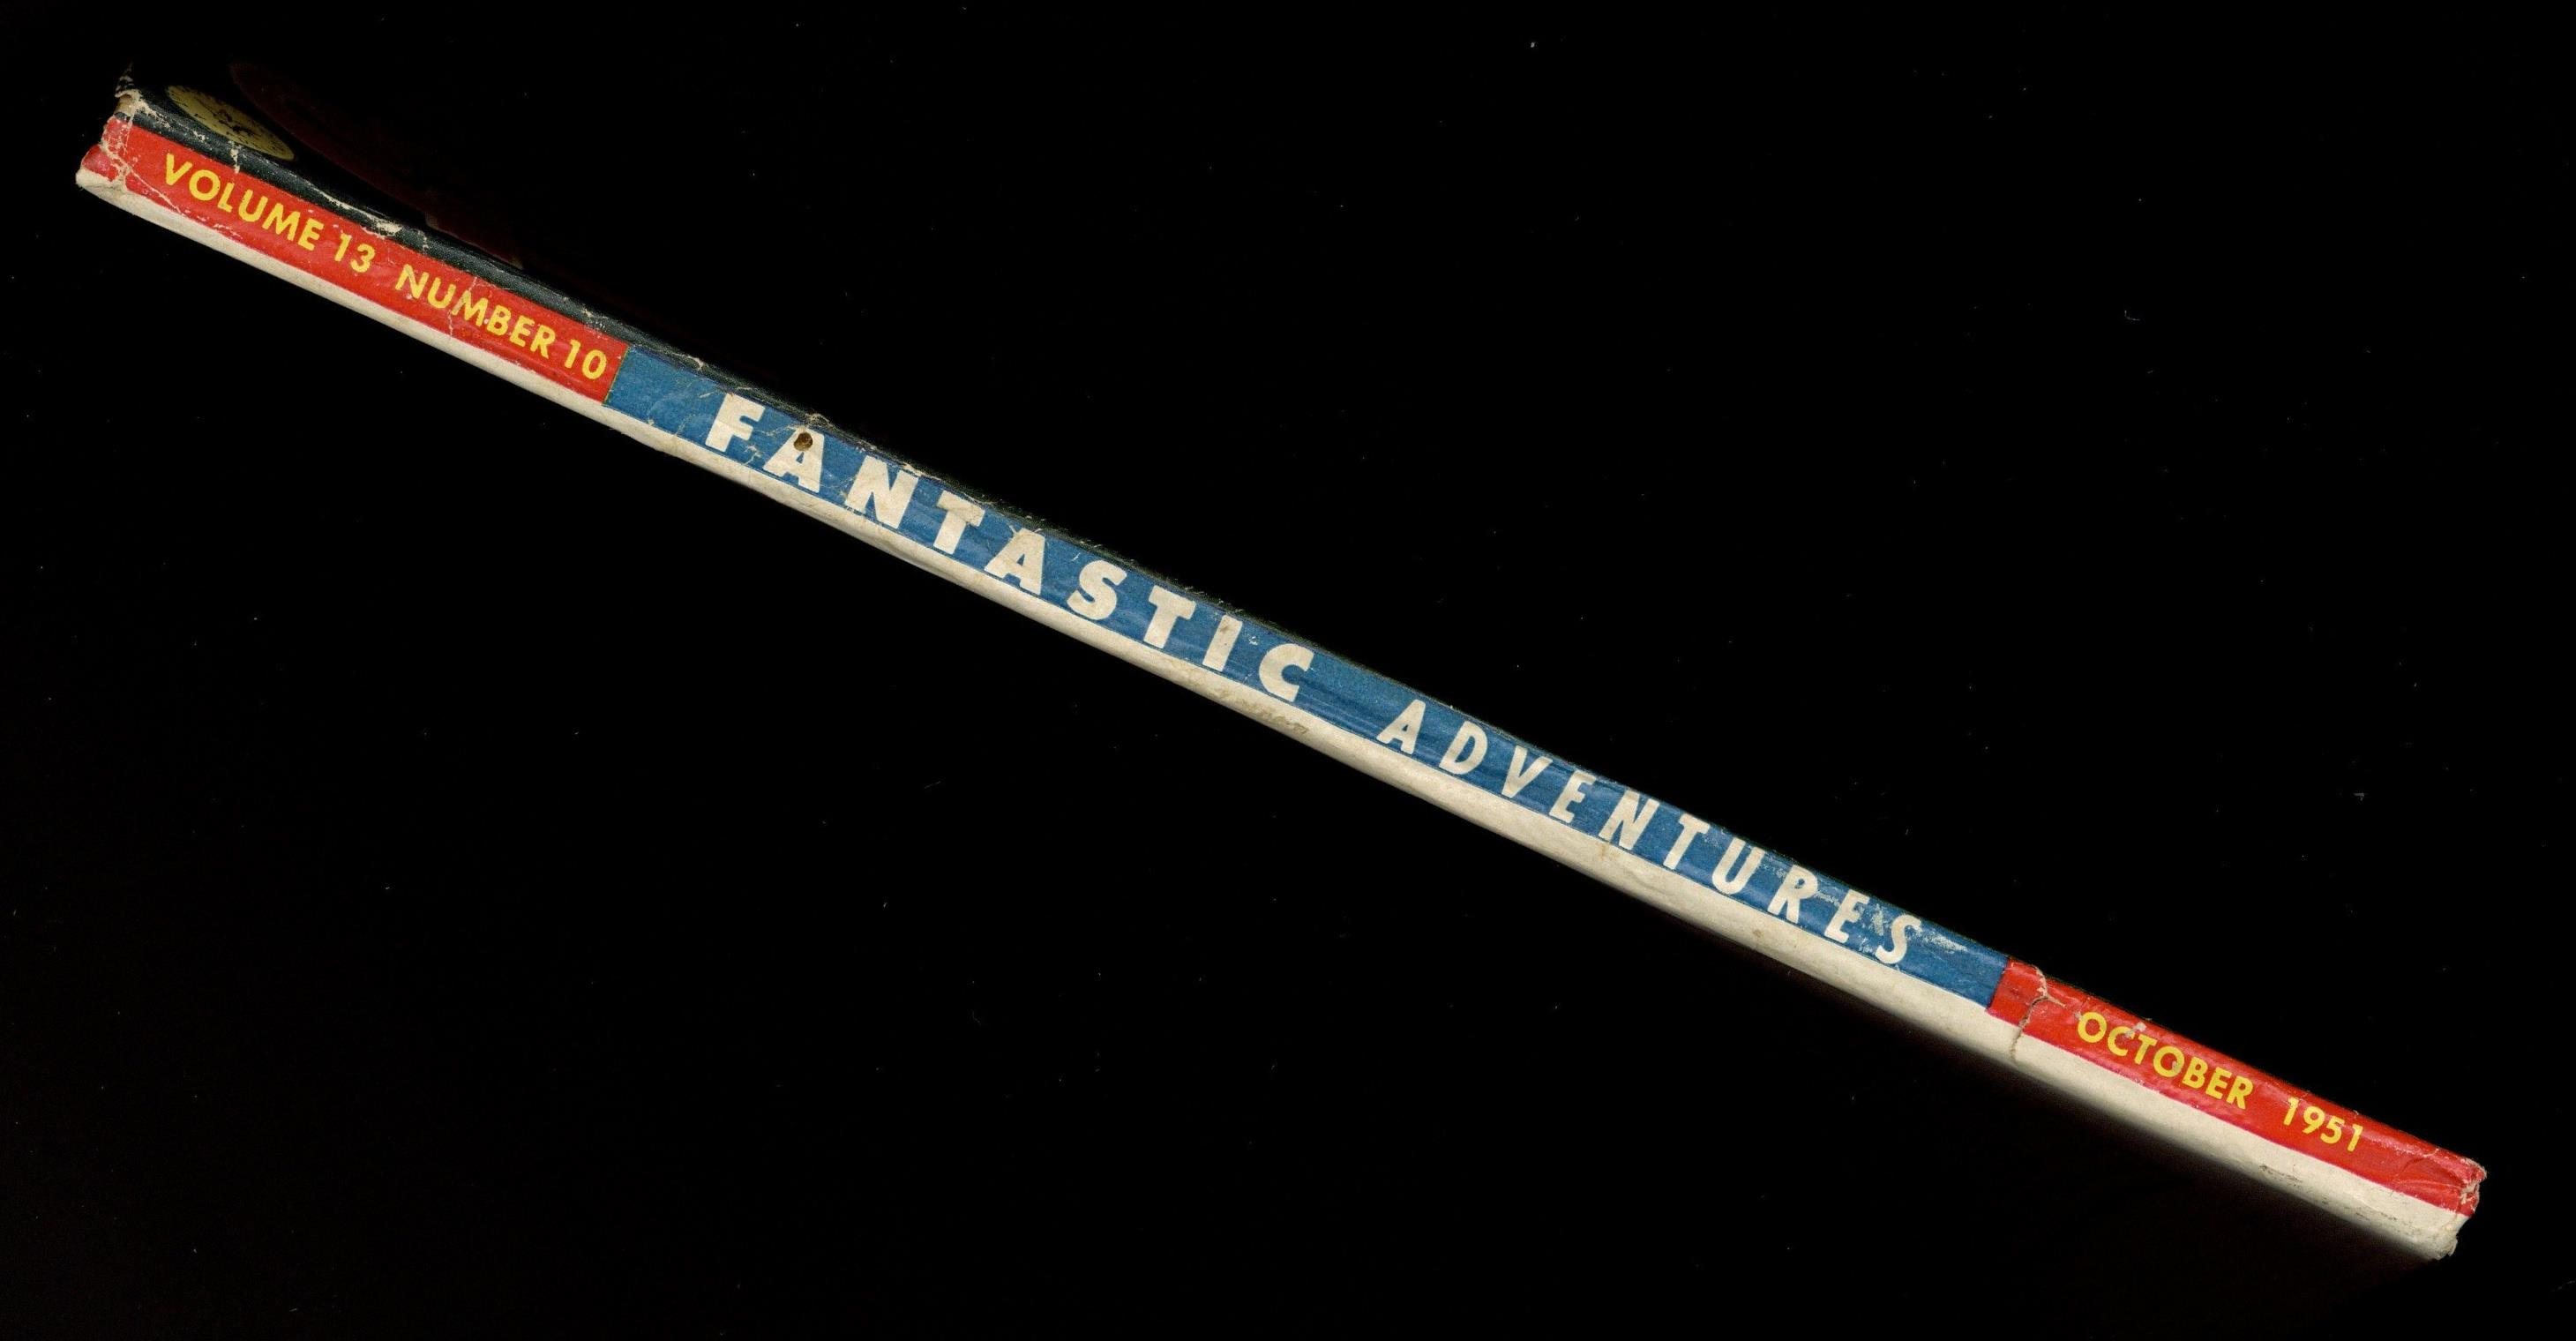 VOLUME 13 NUMBER 10 FANTASTIC ADVENTURES OCTOBER 1951